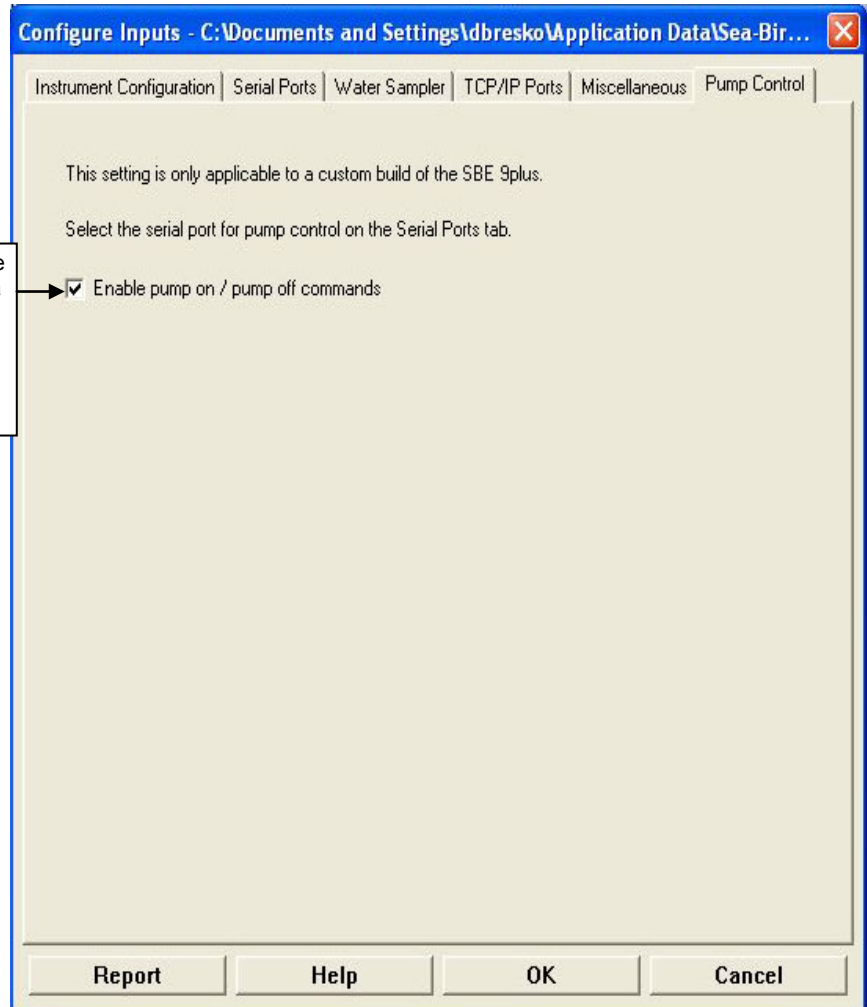 Configure Inputs - C:\Documents and Settings\dbresko\Application Data\Sea-Bir...
Instrument Configuration Serial Ports Water Sampler TCP/IP Ports Miscellaneous Pump Control
This setting is only applicable to a custom build of the SBE 9plus.
Select the serial port for pump control on the Serial Ports tab.
Enable pump on / pump off commands
Report Help OK Cancel